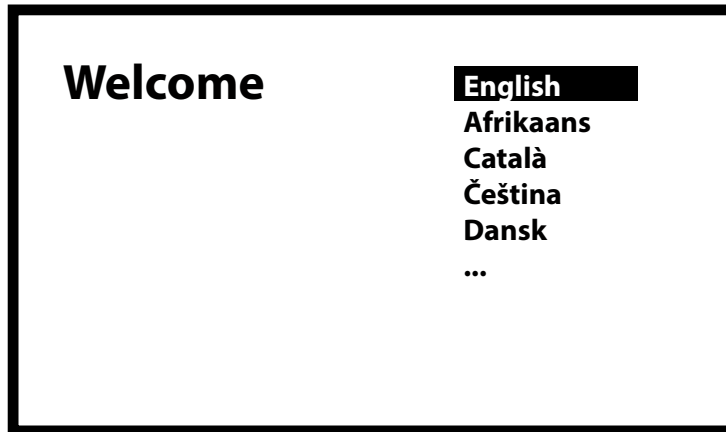 Welcome
English
Afrikaans
Català
Čeština
Dansk
...